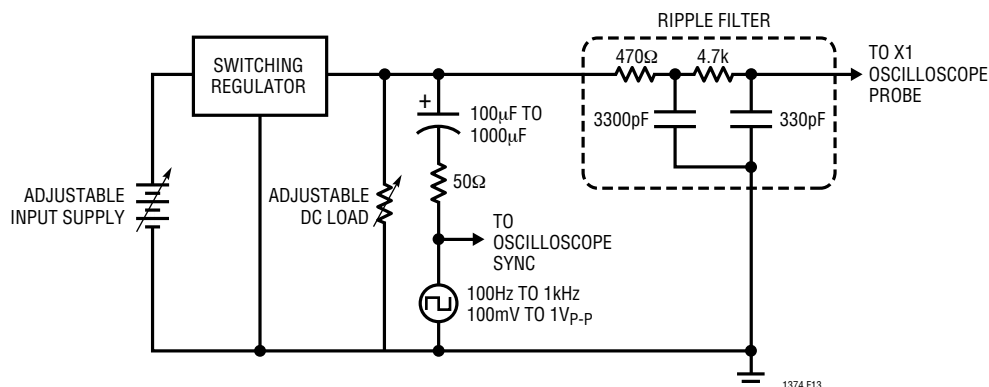 RIPPLE FILTER
SWITCHING
REGULATOR
470Ω
4.7k
TO X1
OSCILLOSCOPE
PROBE
+
100µF TO
1000µF
3300pF
330pF
ADJUSTABLE
INPUT SUPPLY
ADJUSTABLE
DC LOAD
50Ω
TO
OSCILLOSCOPE
SYNC
100Hz TO 1kHz
100mV TO 1VP-P
1374 F13